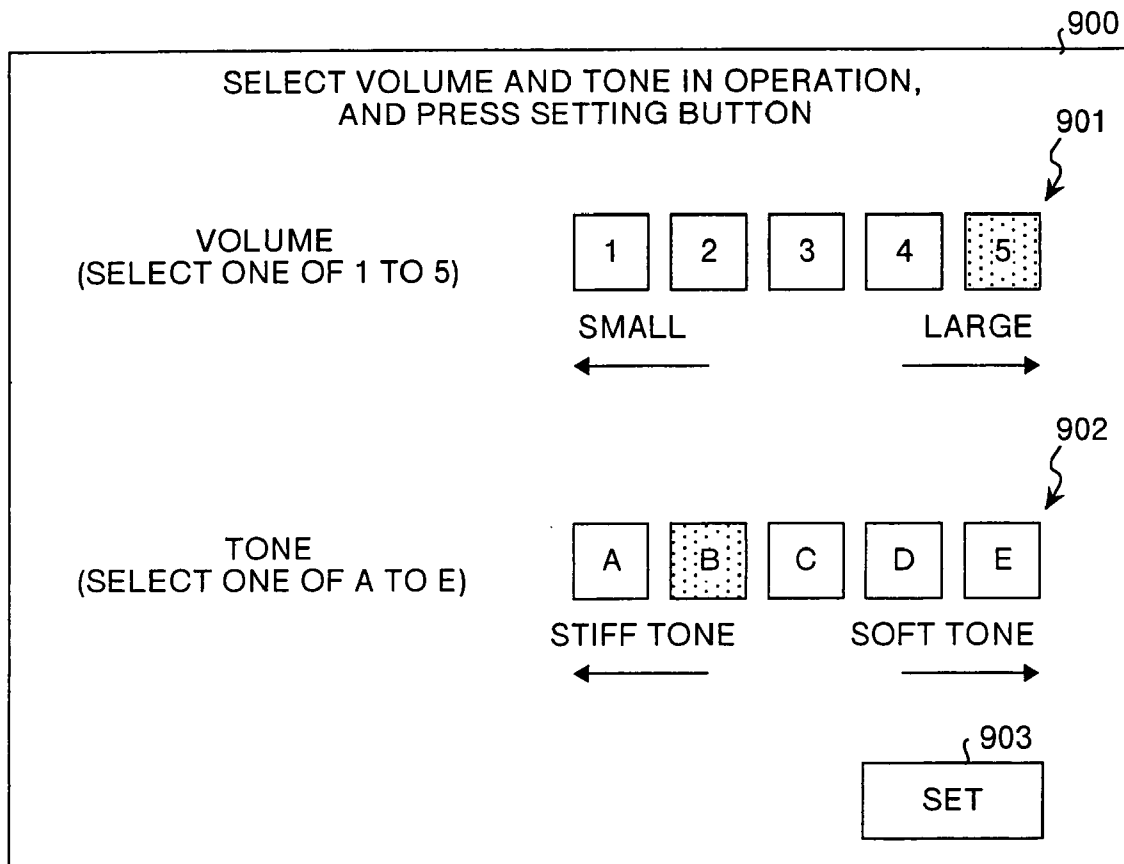 900
SELECT VOLUME AND TONE IN OPERATION,
AND PRESS SETTING BUTTON
901
VOLUME
(SELECT ONE OF 1 TO 5)
1 2 3 4 5
SMALL LARGE
902
TONE
(SELECT ONE OF A TO E)
A B C D E
STIFF TONE SOFT TONE
903
SET